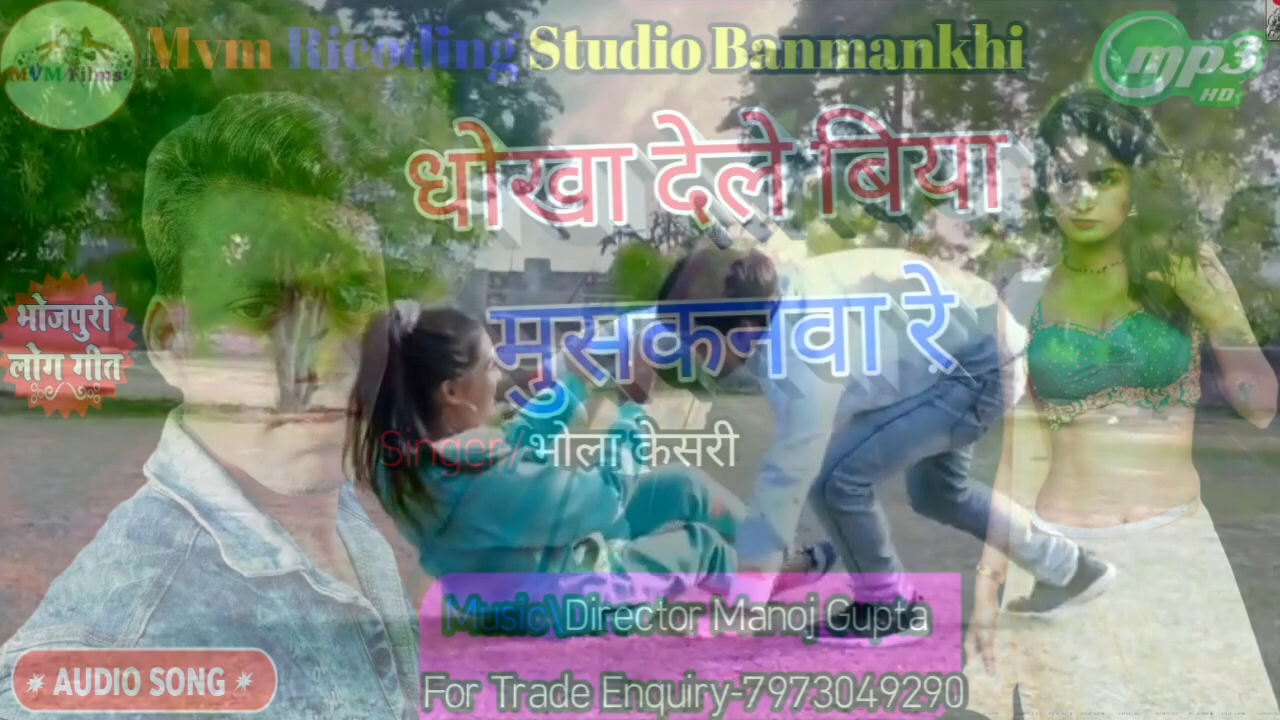 MVM Films
Mvm Ricoding Studio Banmankhi
mp3
HD
धोखा देले बिया
मुसकनवा रे
भोजपुरी
लोग गीत
Singer/ भोला केसरी
Music\Director Manoj Gupta
AUDIO SONG
For Trade Enquiry-7973049290